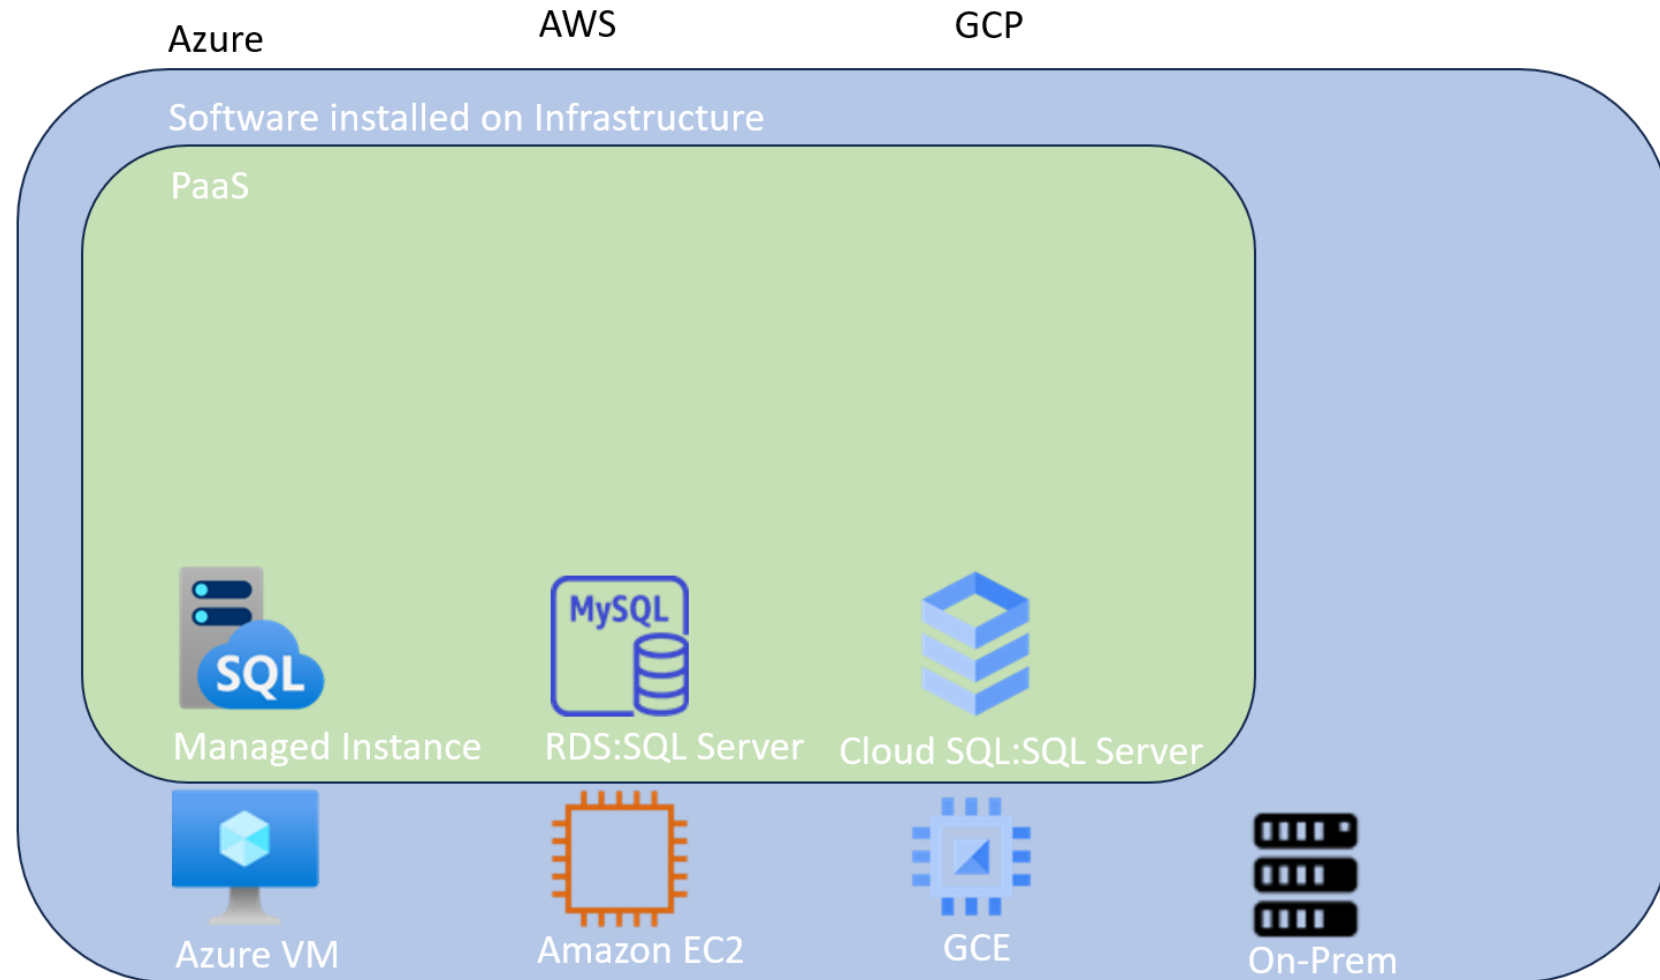 Azure
AWS
GCP
Software installed on Infrastructure
PaaS
SQL
MySQL
Managed Instance
RDS:SQL Server
Cloud SQL:SQL Server
Azure VM
Amazon EC2
GCE
On-Prem